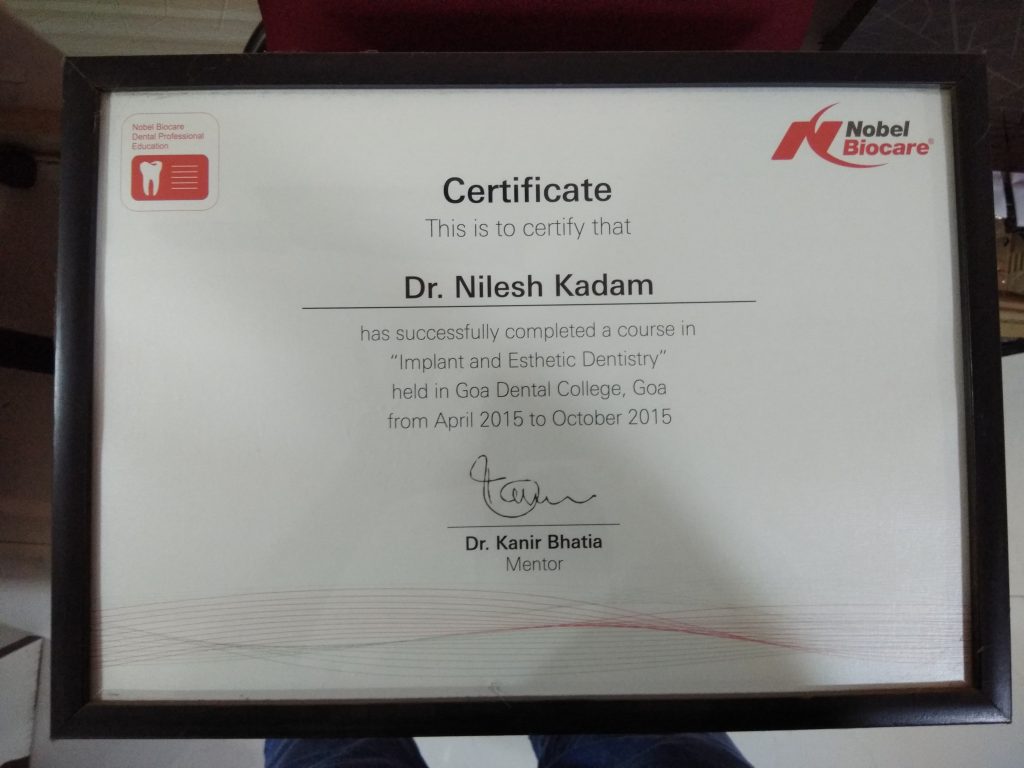 Nobel Biocare
Dental Professional
Education
Nobel
Biocare®
Certificate
This is to certify that
Dr. Nilesh Kadam
has successfully completed a course in
“Implant and Esthetic Dentistry”
held in Goa Dental College, Goa
from April 2015 to October 2015
Dr. Kanir Bhatia
Mentor